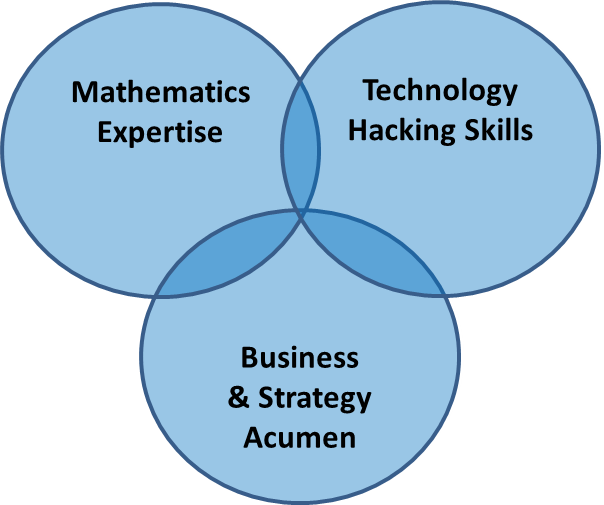 Mathematics
Expertise
Technology
Hacking Skills
Business
& Strategy
Acumen